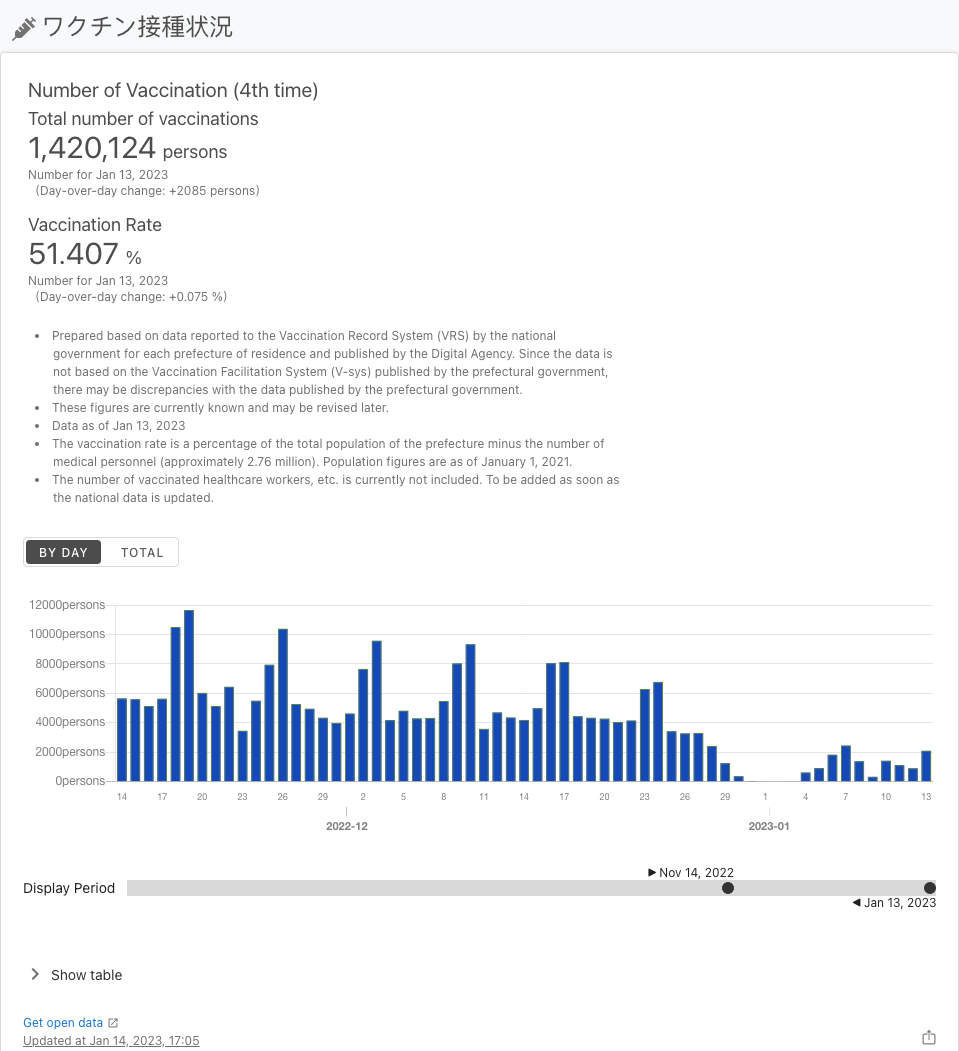 ワクチン接種状況
Number of Vaccination (4th time)
Total number of vaccinations
1,420,124 persons
Number for Jan 13, 2023
(Day-over-day change: +2085 persons)
Vaccination Rate
51.407 %
Number for Jan 13, 2023
(Day-over-day change: +0.075 %)
• Prepared based on data reported to the Vaccination Record System (VRS) by the national
government for each prefecture of residence and published by the Digital Agency. Since the data is
not based on the Vaccination Facilitation System (V-sys) published by the prefectural government,
there may be discrepancies with the data published by the prefectural government.
• These figures are currently known and may be revised later.
• Data as of Jan 13, 2023
• The vaccination rate is a percentage of the total population of the prefecture minus the number of
medical personnel (approximately 2.76 million). Population figures are as of January 1, 2021.
• The number of vaccinated healthcare workers, etc. is currently not included. To be added as soon as
the national data is updated.
BY DAY TOTAL
12000persons
10000persons
8000persons
6000persons
4000persons
2000persons
0persons
14 17 20 23 26 29 2 5 8 11 14 17 20 23 26 29 1 4 7 10 13
2022-12 2023-01
▶ Nov 14, 2022
Display Period
◀ Jan 13, 2023
Show table
Get open data
Updated at Jan 14, 2023, 17:05